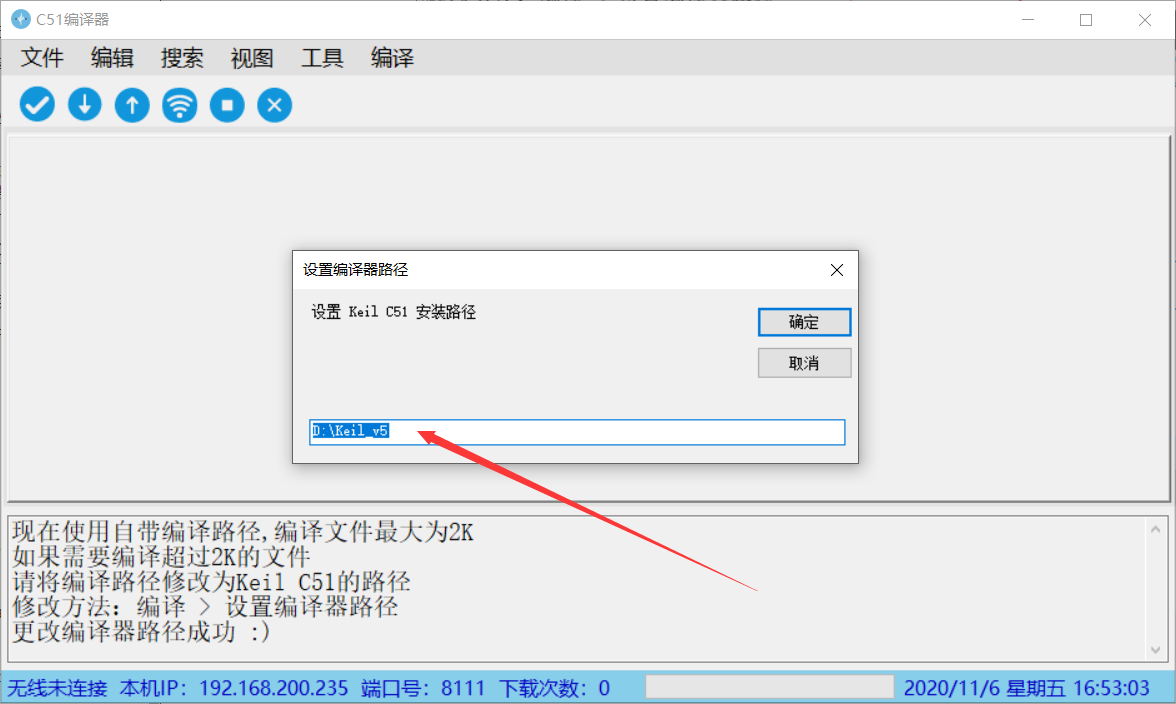 C51编译器
文件 编辑 搜索 视图 工具 编译
设置编译器路径
设置 Keil C51 安装路径
确定
取消
D:\Keil_v5
现在使用自带编译路径,编译文件最大为2K
如果需要编译超过2K的文件
请将编译路径修改为Keil C51的路径
修改方法: 编译 > 设置编译器路径
更改编译器路径成功 :)
无线未连接 本机IP: 192.168.200.235 端口号: 8111 下载次数: 0 2020/11/6 星期五 16:53:03